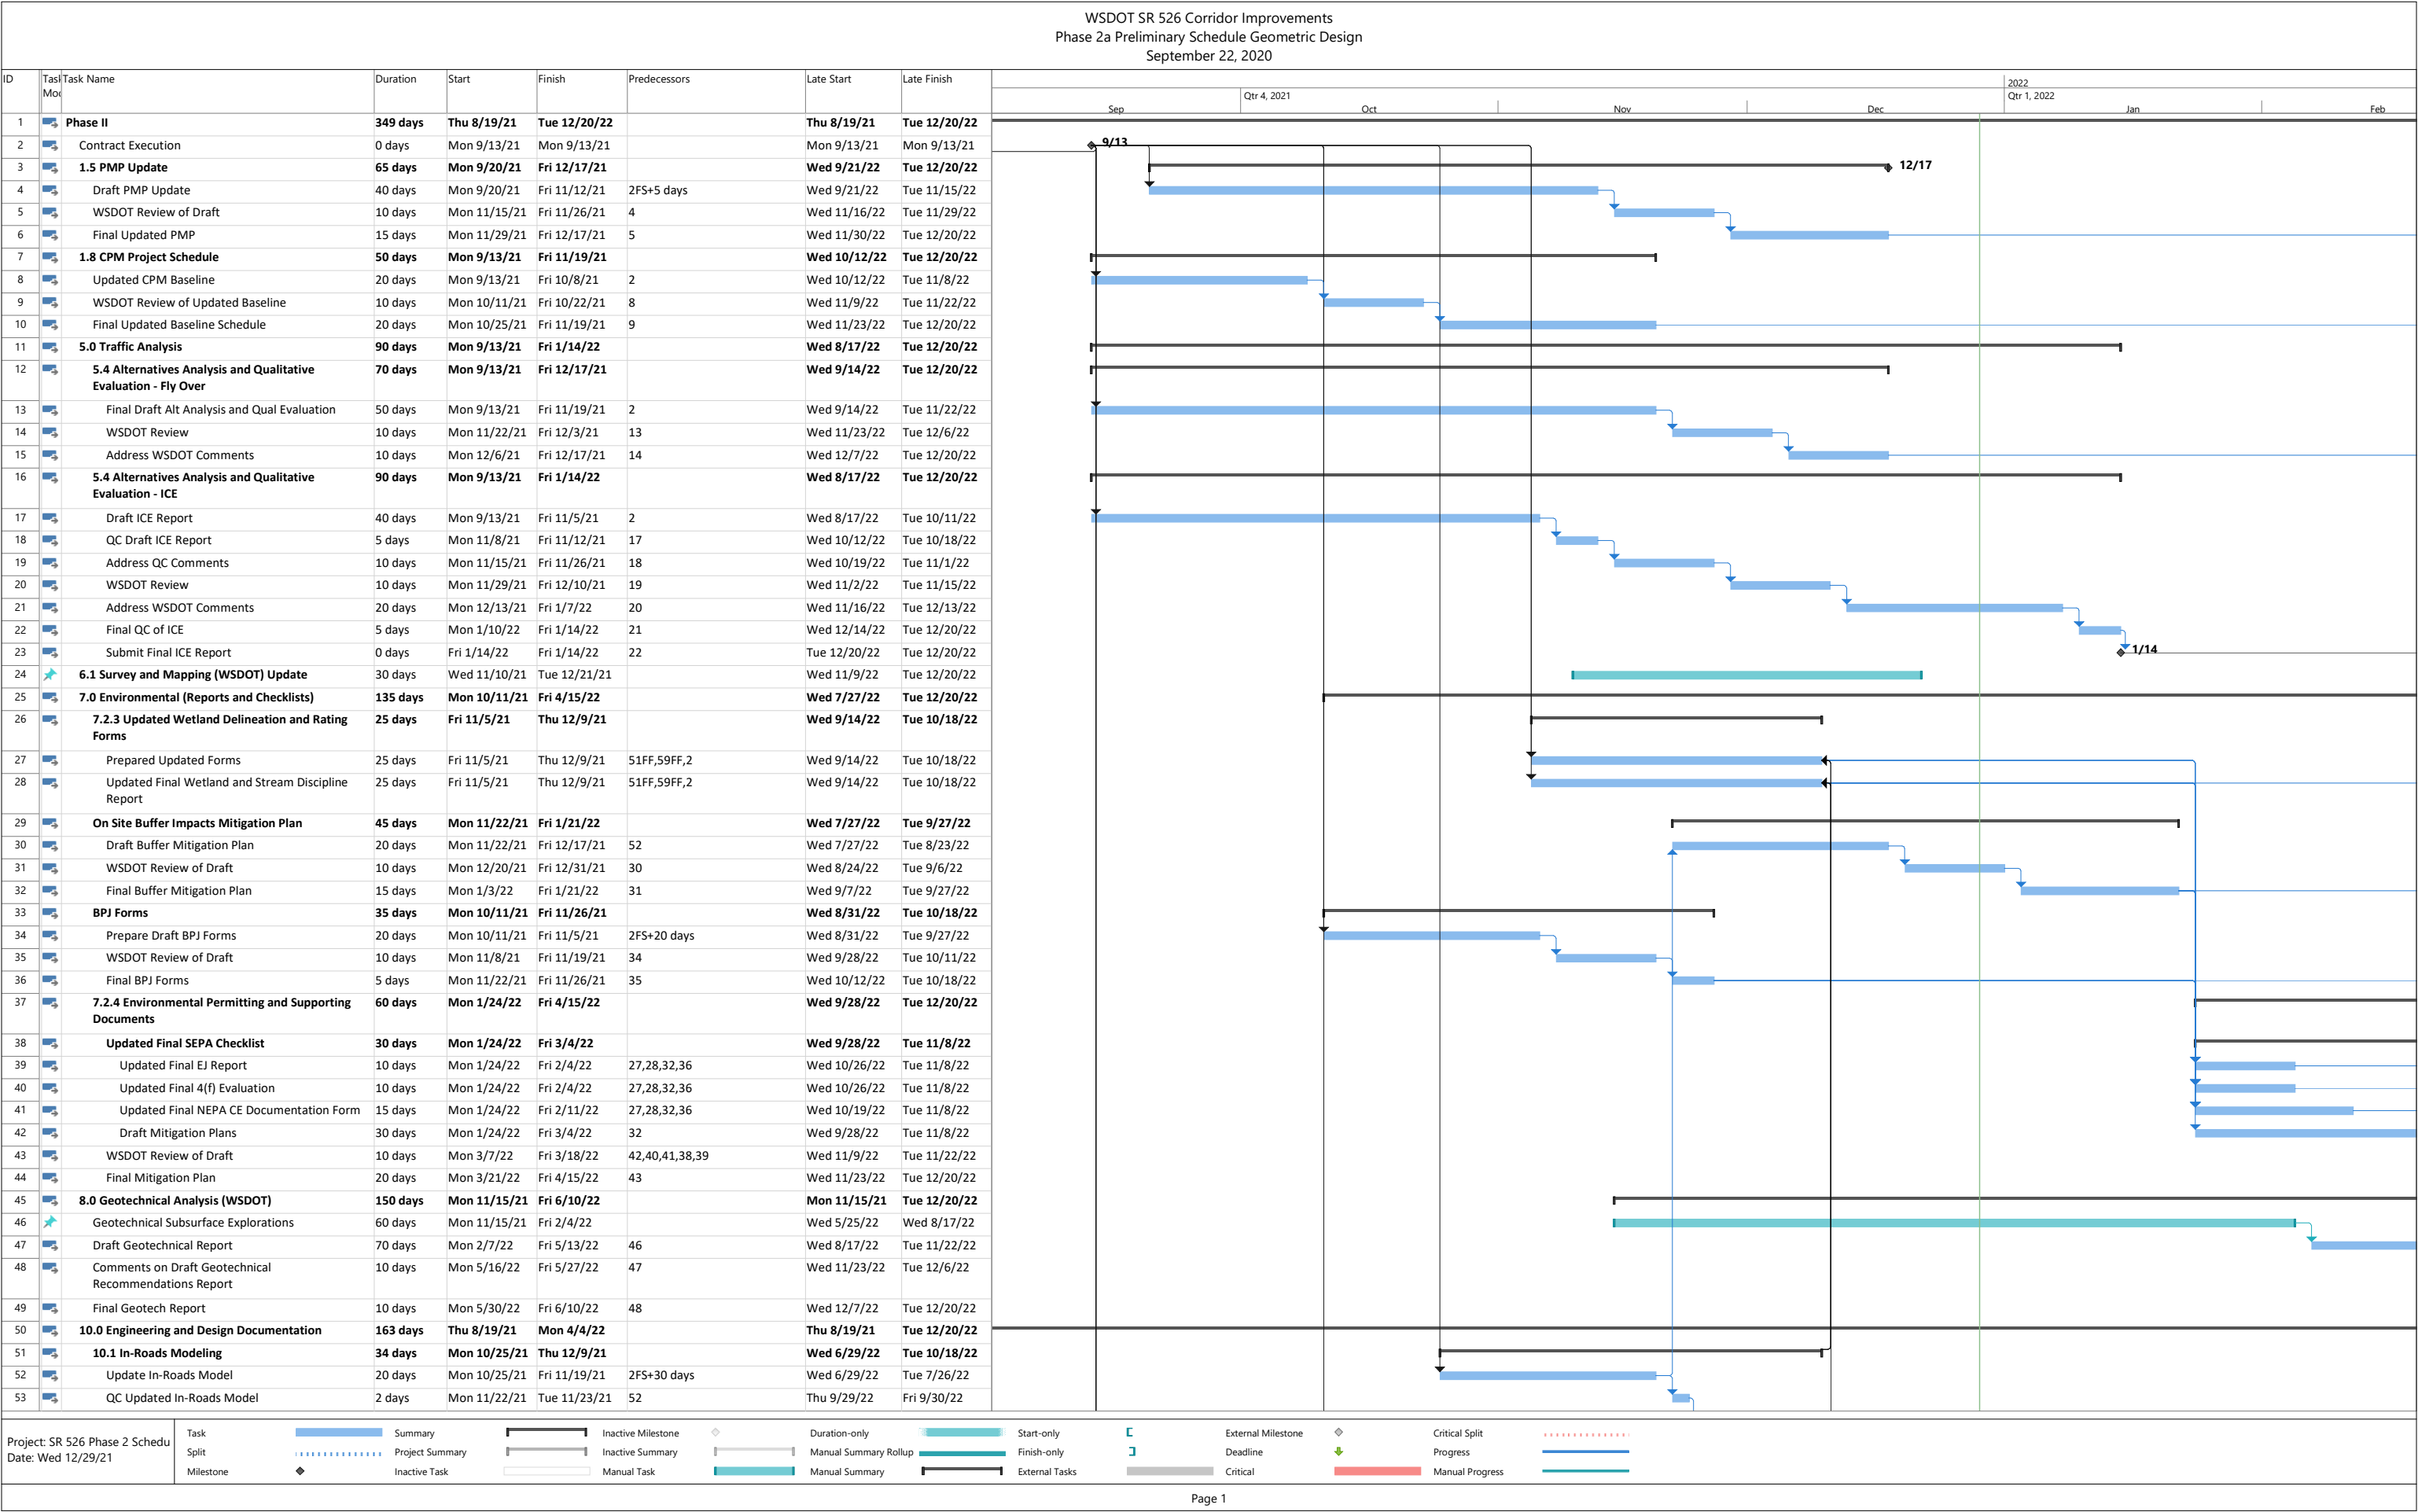 WSDOT SR 526 Corridor Improvements
Phase 2a Preliminary Schedule Geometric Design
September 22, 2020
ID Task Name Duration Start Finish Predecessors Late Start Late Finish
2022
Qtr 4, 2021 Qtr 1, 2022
Sep Oct Nov Dec Jan Feb
1 Phase II 349 days Thu 8/19/21 Tue 12/20/22 Thu 8/19/21 Tue 12/20/22
2 Contract Execution 0 days Mon 9/13/21 Mon 9/13/21 Mon 9/13/21 Mon 9/13/21 9/13
3 1.5 PMP Update 65 days Mon 9/20/21 Fri 12/17/21 Wed 9/21/22 Tue 12/20/22 12/17
4 Draft PMP Update 40 days Mon 9/20/21 Fri 11/12/21 2FS+5 days Wed 9/21/22 Tue 11/15/22
5 WSDOT Review of Draft 10 days Mon 11/15/21 Fri 11/26/21 4 Wed 11/16/22 Tue 11/29/22
6 Final Updated PMP 15 days Mon 11/29/21 Fri 12/17/21 5 Wed 11/30/22 Tue 12/20/22
7 1.8 CPM Project Schedule 50 days Mon 9/13/21 Fri 11/19/21 Wed 10/12/22 Tue 12/20/22
8 Updated CPM Baseline 20 days Mon 9/13/21 Fri 10/8/21 2 Wed 10/12/22 Tue 11/8/22
9 WSDOT Review of Updated Baseline 10 days Mon 10/11/21 Fri 10/22/21 8 Wed 11/9/22 Tue 11/22/22
10 Final Updated Baseline Schedule 20 days Mon 10/25/21 Fri 11/19/21 9 Wed 11/23/22 Tue 12/20/22
11 5.0 Traffic Analysis 90 days Mon 9/13/21 Fri 1/14/22 Wed 8/17/22 Tue 12/20/22
12 5.4 Alternatives Analysis and Qualitative 70 days Mon 9/13/21 Fri 12/17/21 Wed 9/14/22 Tue 12/20/22
Evaluation - Fly Over
13 Final Draft Alt Analysis and Qual Evaluation 50 days Mon 9/13/21 Fri 11/19/21 2 Wed 9/14/22 Tue 11/22/22
14 WSDOT Review 10 days Mon 11/22/21 Fri 12/3/21 13 Wed 11/23/22 Tue 12/6/22
15 Address WSDOT Comments 10 days Mon 12/6/21 Fri 12/17/21 14 Wed 12/7/22 Tue 12/20/22
16 5.4 Alternatives Analysis and Qualitative 90 days Mon 9/13/21 Fri 1/14/22 Wed 8/17/22 Tue 12/20/22
Evaluation - ICE
17 Draft ICE Report 40 days Mon 9/13/21 Fri 11/5/21 2 Wed 8/17/22 Tue 10/11/22
18 QC Draft ICE Report 5 days Mon 11/8/21 Fri 11/12/21 17 Wed 10/12/22 Tue 10/18/22
19 Address QC Comments 10 days Mon 11/15/21 Fri 11/26/21 18 Wed 10/19/22 Tue 11/1/22
20 WSDOT Review 10 days Mon 11/29/21 Fri 12/10/21 19 Wed 11/2/22 Tue 11/15/22
21 Address WSDOT Comments 20 days Mon 12/13/21 Fri 1/7/22 20 Wed 11/16/22 Tue 12/13/22
22 Final QC of ICE 5 days Mon 1/10/22 Fri 1/14/22 21 Wed 12/14/22 Tue 12/20/22
23 Submit Final ICE Report 0 days Fri 1/14/22 Fri 1/14/22 22 Tue 12/20/22 Tue 12/20/22 1/14
24 6.1 Survey and Mapping (WSDOT) Update 30 days Wed 11/10/21 Tue 12/21/21 Wed 11/9/22 Tue 12/20/22
25 7.0 Environmental (Reports and Checklists) 135 days Mon 10/11/21 Fri 4/15/22 Wed 7/27/22 Tue 12/20/22
26 7.2.3 Updated Wetland Delineation and Rating 25 days Fri 11/5/21 Thu 12/9/21 Wed 9/14/22 Tue 10/18/22
Forms
27 Prepared Updated Forms 25 days Fri 11/5/21 Thu 12/9/21 51FF,59FF,2 Wed 9/14/22 Tue 10/18/22
28 Updated Final Wetland and Stream Discipline 25 days Fri 11/5/21 Thu 12/9/21 51FF,59FF,2 Wed 9/14/22 Tue 10/18/22
Report
29 On Site Buffer Impacts Mitigation Plan 45 days Mon 11/22/21 Fri 1/21/22 Wed 7/27/22 Tue 9/27/22
30 Draft Buffer Mitigation Plan 20 days Mon 11/22/21 Fri 12/17/21 52 Wed 7/27/22 Tue 8/23/22
31 WSDOT Review of Draft 10 days Mon 12/20/21 Fri 12/31/21 30 Wed 8/24/22 Tue 9/6/22
32 Final Buffer Mitigation Plan 15 days Mon 1/3/22 Fri 1/21/22 31 Wed 9/7/22 Tue 9/27/22
33 BPJ Forms 35 days Mon 10/11/21 Fri 11/26/21 Wed 8/31/22 Tue 10/18/22
34 Prepare Draft BPJ Forms 20 days Mon 10/11/21 Fri 11/5/21 2FS+20 days Wed 8/31/22 Tue 9/27/22
35 WSDOT Review of Draft 10 days Mon 11/8/21 Fri 11/19/21 34 Wed 9/28/22 Tue 10/11/22
36 Final BPJ Forms 5 days Mon 11/22/21 Fri 11/26/21 35 Wed 10/12/22 Tue 10/18/22
37 7.2.4 Environmental Permitting and Supporting 60 days Mon 1/24/22 Fri 4/15/22 Wed 9/28/22 Tue 12/20/22
Documents
38 Updated Final SEPA Checklist 30 days Mon 1/24/22 Fri 3/4/22 Wed 9/28/22 Tue 11/8/22
39 Updated Final EJ Report 10 days Mon 1/24/22 Fri 2/4/22 27,28,32,36 Wed 10/26/22 Tue 11/8/22
40 Updated Final 4(f) Evaluation 10 days Mon 1/24/22 Fri 2/4/22 27,28,32,36 Wed 10/26/22 Tue 11/8/22
41 Updated Final NEPA CE Documentation Form 15 days Mon 1/24/22 Fri 2/11/22 27,28,32,36 Wed 10/19/22 Tue 11/8/22
42 Draft Mitigation Plans 30 days Mon 1/24/22 Fri 3/4/22 32 Wed 9/28/22 Tue 11/8/22
43 WSDOT Review of Draft 10 days Mon 3/7/22 Fri 3/18/22 42,40,41,38,39 Wed 11/9/22 Tue 11/22/22
44 Final Mitigation Plan 20 days Mon 3/21/22 Fri 4/15/22 43 Wed 11/23/22 Tue 12/20/22
45 8.0 Geotechnical Analysis (WSDOT) 150 days Mon 11/15/21 Fri 6/10/22 Mon 11/15/21 Tue 12/20/22
46 Geotechnical Subsurface Explorations 60 days Mon 11/15/21 Fri 2/4/22 Wed 5/25/22 Wed 8/17/22
47 Draft Geotechnical Report 70 days Mon 2/7/22 Fri 5/13/22 46 Wed 8/17/22 Tue 11/22/22
48 Comments on Draft Geotechnical 10 days Mon 5/16/22 Fri 5/27/22 47 Wed 11/23/22 Tue 12/6/22
Recommendations Report
49 Final Geotech Report 10 days Mon 5/30/22 Fri 6/10/22 48 Wed 12/7/22 Tue 12/20/22
50 10.0 Engineering and Design Documentation 163 days Thu 8/19/21 Mon 4/4/22 Thu 8/19/21 Tue 12/20/22
51 10.1 In-Roads Modeling 34 days Mon 10/25/21 Thu 12/9/21 Wed 6/29/22 Tue 10/18/22
52 Update In-Roads Model 20 days Mon 10/25/21 Fri 11/19/21 2FS+30 days Wed 6/29/22 Tue 7/26/22
53 QC Updated In-Roads Model 2 days Mon 11/22/21 Tue 11/23/21 52 Thu 9/29/22 Fri 9/30/22
Project: SR 526 Phase 2 Schedu
Date: Wed 12/29/21
Task Summary Inactive Milestone Duration-only Start-only External Milestone Critical Split
Split Project Summary Inactive Summary Manual Summary Rollup Finish-only Deadline Progress
Milestone Inactive Task Manual Task Manual Summary External Tasks Critical Manual Progress
Page 1